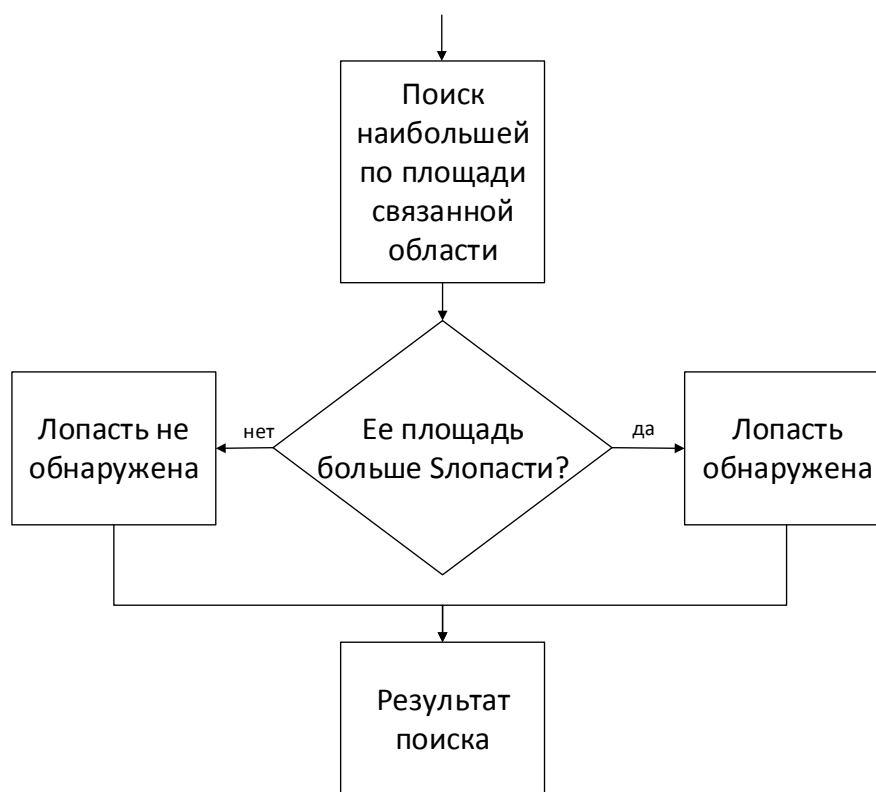 Поиск
наибольшей
по площади
связанной
области
Лопасть не
обнаружена
нет
Ее площадь
больше Sлопасти?
да
Лопасть
обнаружена
Результат
поиска